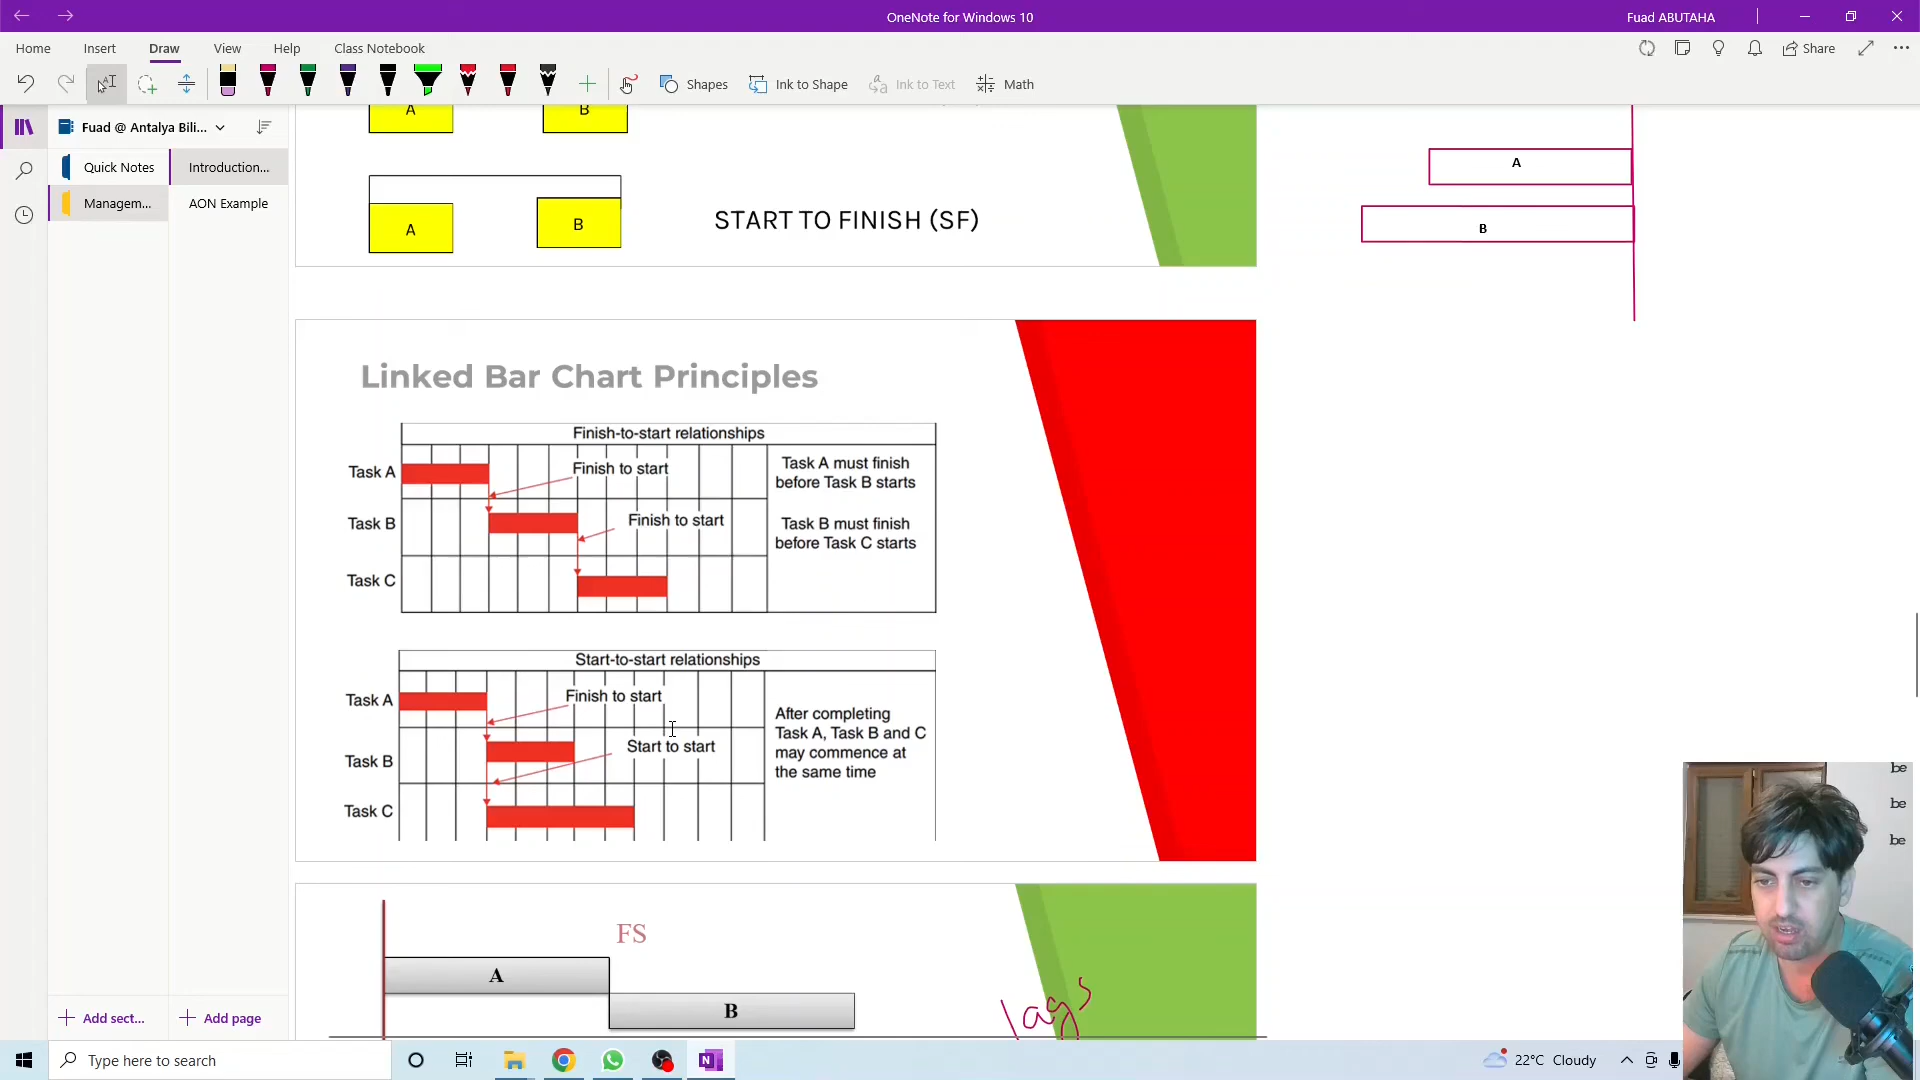 OneNote for Windows 10
Fuad ABUTAHA
Home
Insert
Draw
View
Help
Class Notebook
Share
Shapes
Ink to Shape
Ink to Text
Math
Fuad @ Antalya Bili...
Quick Notes
Managem...
Introduction...
AON Example
A
B
A
B
START TO FINISH (SF)
A
B
Linked Bar Chart Principles
Finish-to-start relationships
Task A
Finish to start
Task A must finish
before Task B starts
Task B
Finish to start
Task B must finish
before Task C starts
Task C
Start-to-start relationships
Task A
Finish to start
After completing
Task A, Task B and C
may commence at
the same time
Task B
Start to start
Task C
FS
A
B
lags
be
be
be
Add sect...
Add page
Type here to search
22°C Cloudy